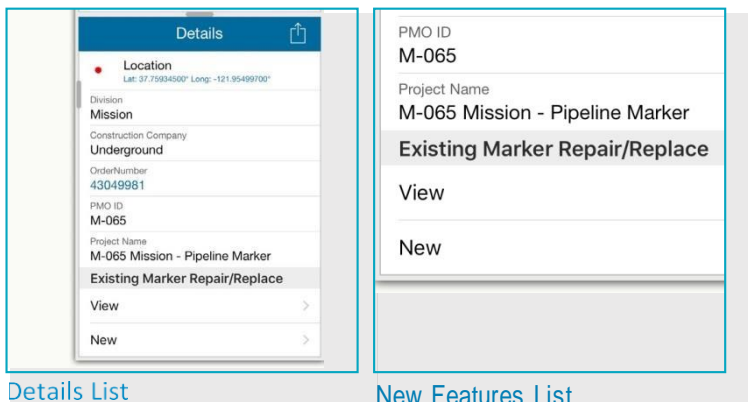 Details
Location
Lat: 37.75934500° Long: -121.95499700°
Division
Mission
Construction Company
Underground
OrderNumber
43049981
PMO ID
M-065
Project Name
M-065 Mission - Pipeline Marker
Existing Marker Repair/Replace
View
New
Details List
PMO ID
M-065
Project Name
M-065 Mission - Pipeline Marker
Existing Marker Repair/Replace
View
New
New Features List